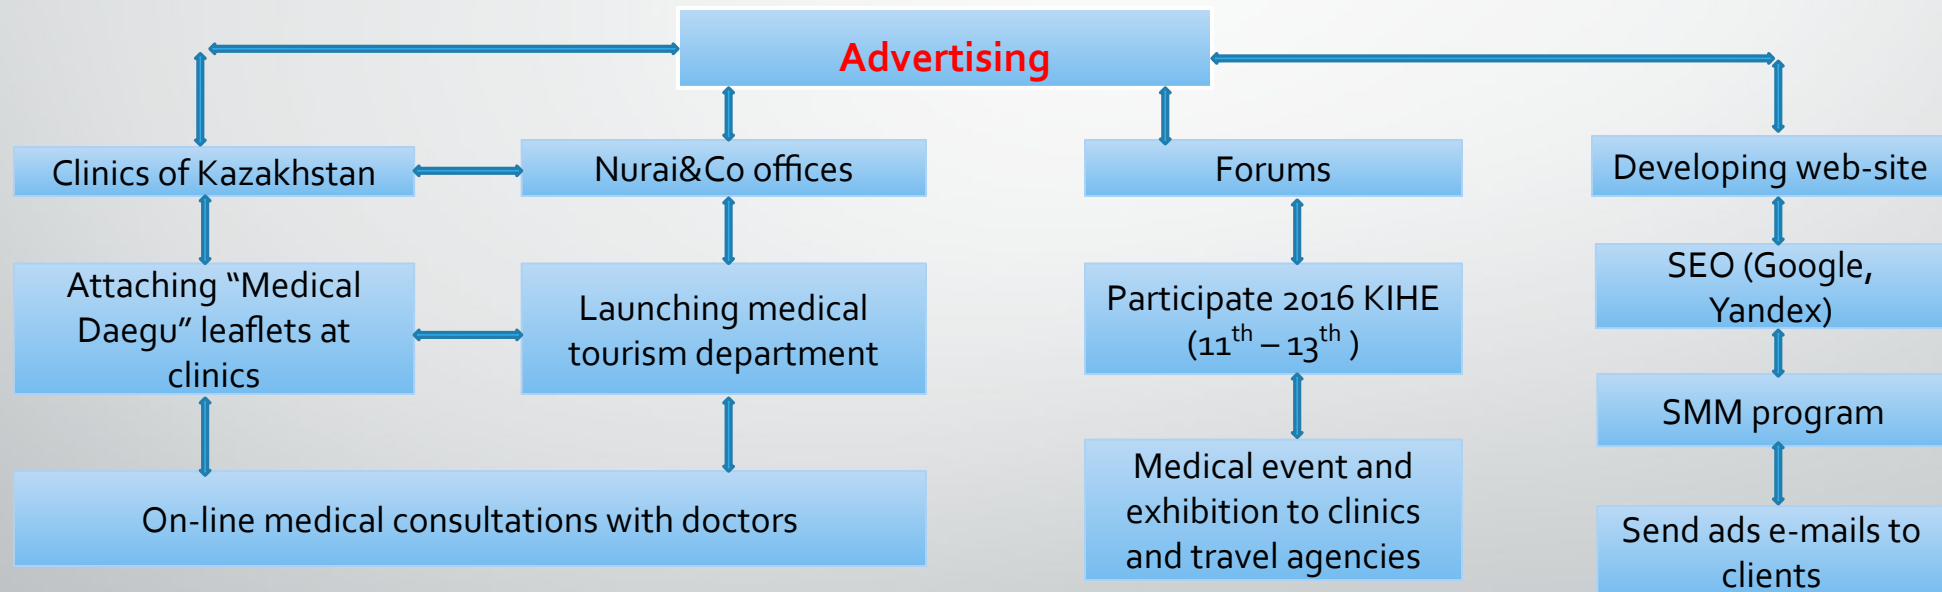 Advertising
Clinics of Kazakhstan
Nurai&Co offices
Forums
Developing web-site
Attaching “Medical
Daegu” leaflets at
clinics
Launching medical
tourism department
Participate 2016 KIHE
(11th – 13th )
SEO (Google,
Yandex)
SMM program
On-line medical consultations with doctors
Medical event and
exhibition to clinics
and travel agencies
Send ads e-mails to
clients